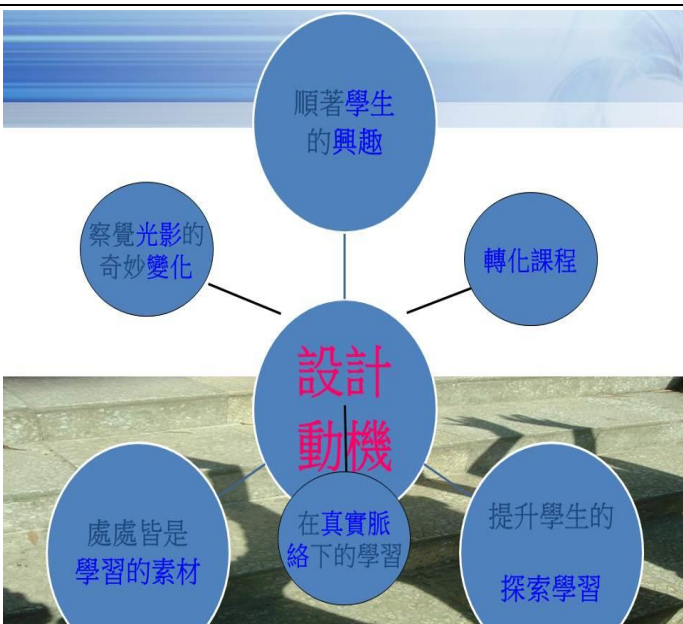 順著學生
的興趣
察覺光影的
奇妙變化
轉化課程
設計
動機
處處皆是
學習的素材
在真實脈
絡下的學習
提升學生的
探索學習